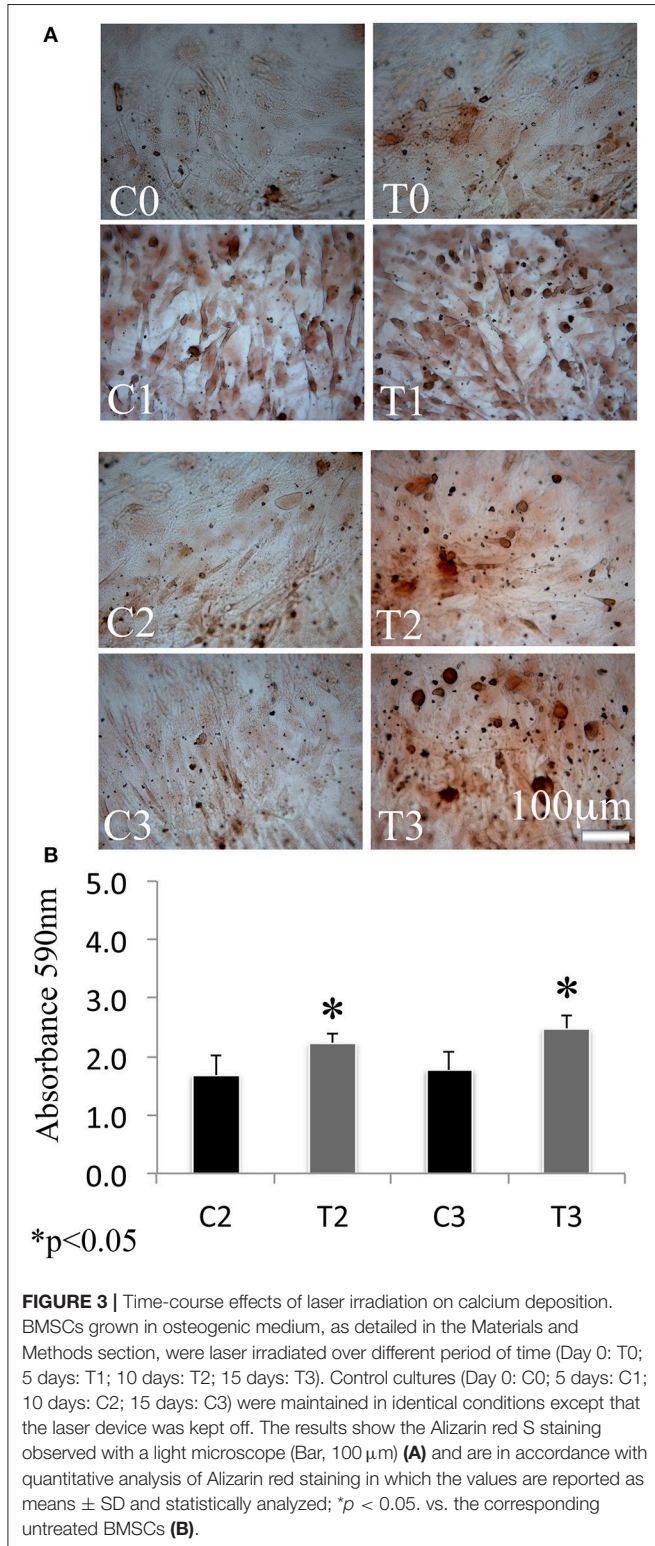 A
C0
T0
C1
T1
C2
T2
C3
T3
100μm
B
Absorbance 590nm
5.0
4.0
3.0
2.0
1.0
0.0
*
*
C2
T2
C3
T3
*p<0.05
FIGURE 3 | Time-course effects of laser irradiation on calcium deposition.
BMSCs grown in osteogenic medium, as detailed in the Materials and
Methods section, were laser irradiated over different period of time (Day 0: T0;
5 days: T1; 10 days: T2; 15 days: T3). Control cultures (Day 0: C0; 5 days: C1;
10 days: C2; 15 days: C3) were maintained in identical conditions except that
the laser device was kept off. The results show the Alizarin red S staining
observed with a light microscope (Bar, 100 μm) (A) and are in accordance with
quantitative analysis of Alizarin red staining in which the values are reported as
means ± SD and statistically analyzed; *p < 0.05. vs. the corresponding
untreated BMSCs (B).